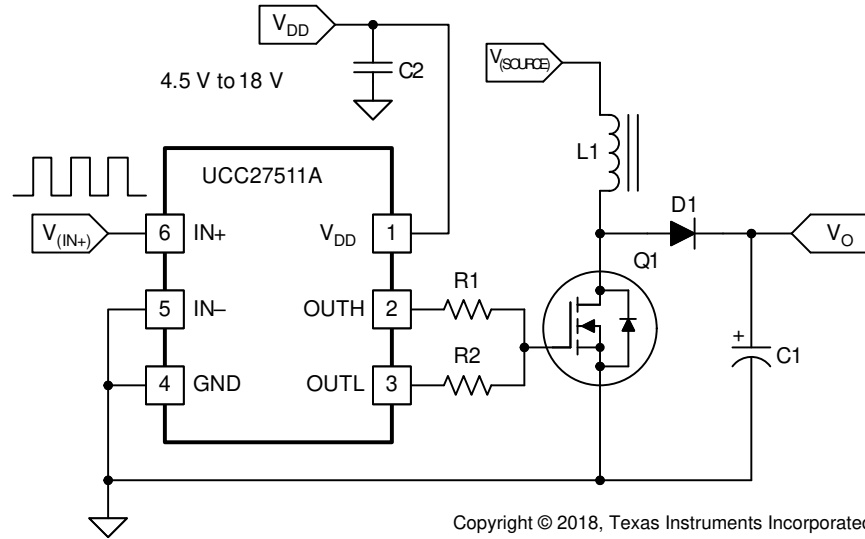 VDD
V(SOURCE)
4.5 V to 18 V
C2
L1
UCC27511A
D1
V(IN+)
6
IN+
VDD
1
VO
Q1
5
IN–
OUTH
2
R1
+
C1
4
GND
OUTL
3
R2
Copyright © 2018, Texas Instruments Incorporated